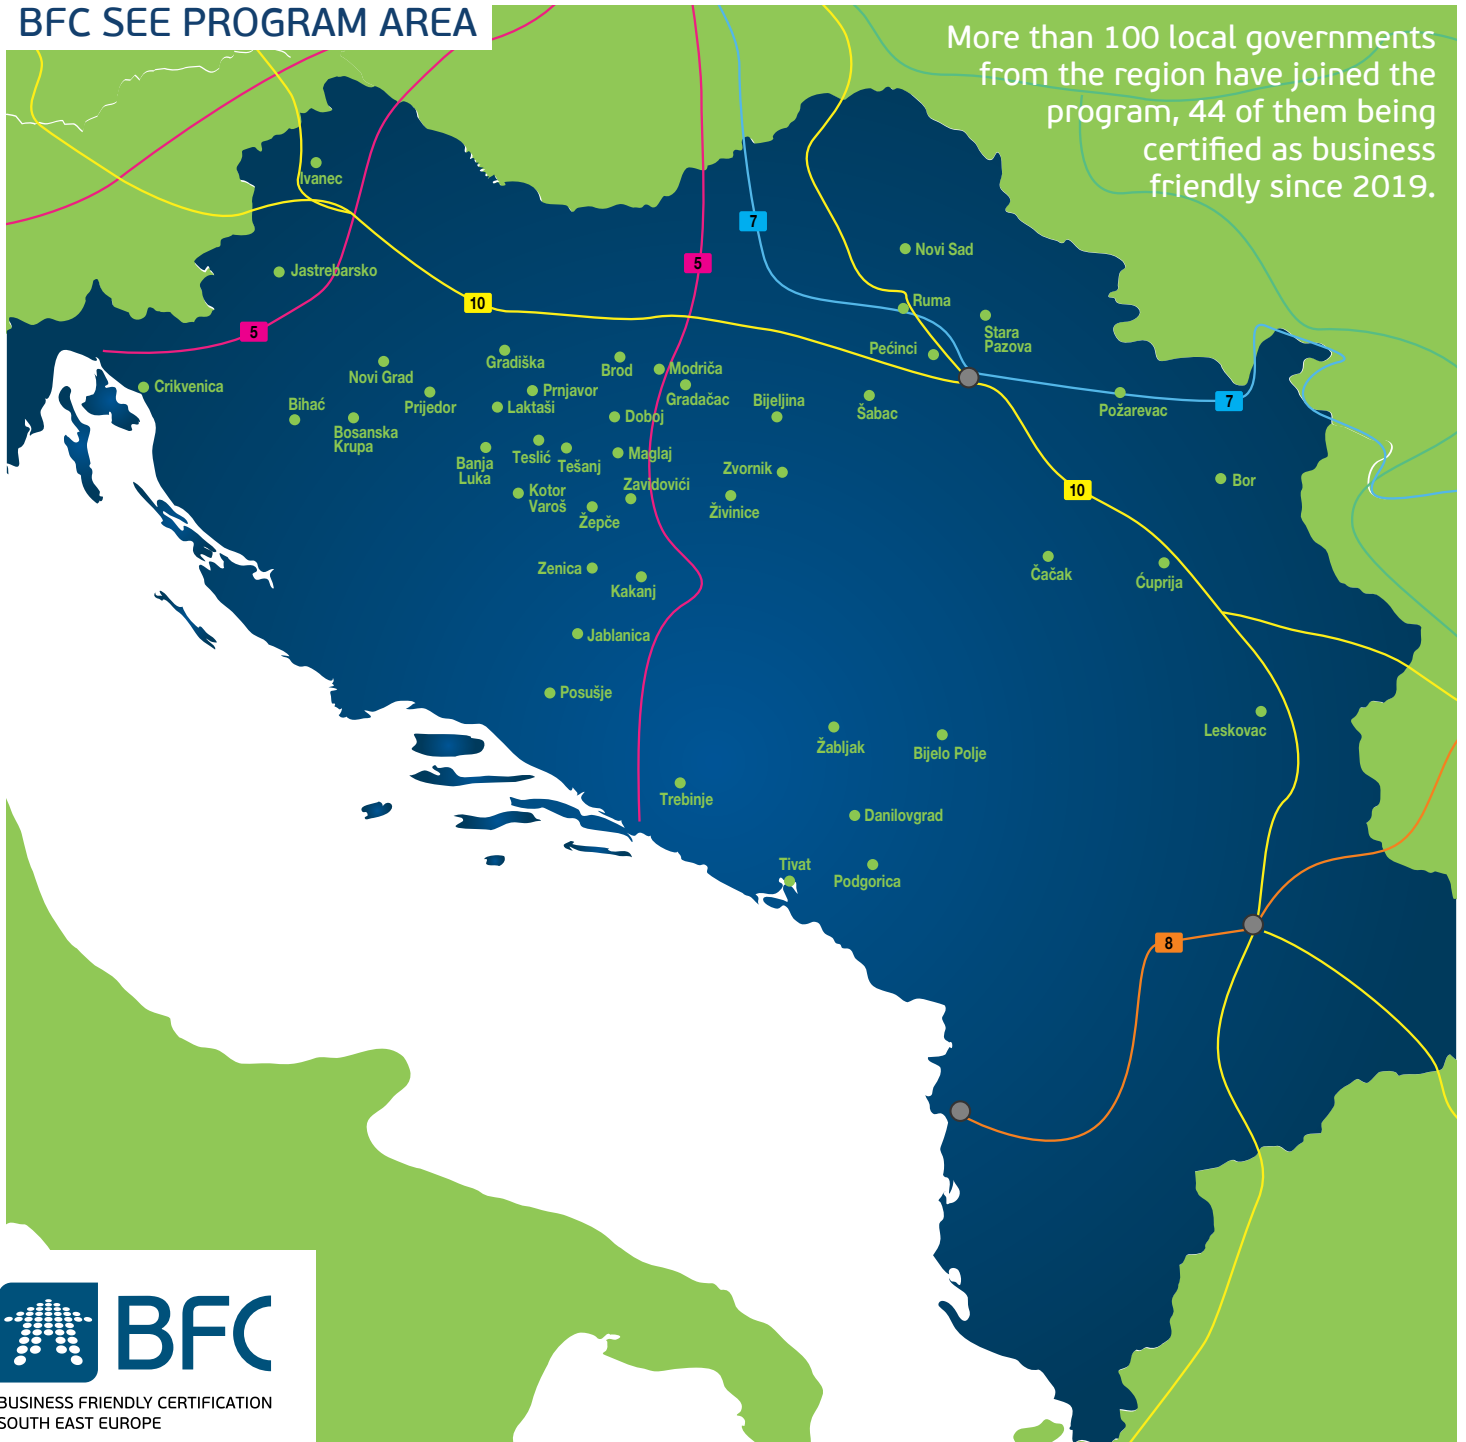 BFC SEE PROGRAM AREA
More than 100 local governments
from the region have joined the
program, 44 of them being
certified as business
friendly since 2019.
Ivanec
7
Novi Sad
5
Jastrebarsko
10
Ruma
5
Stara
Pazova
Pećinci
Gradiška
Brod
Modriča
Novi Grad
Crikvenica
Prnjavor
Gradačac
Prijedor
Laktaši
Bijeljina
Šabac
Požarevac
7
Bihać
Bosanska
Krupa
Doboj
Teslić
Tešanj
Maglaj
Banja
Luka
Zvornik
Zavidovići
Kotor
Varoš
Živinice
Žepče
10
Bor
Zenica
Kakanj
Čačak
Ćuprija
Jablanica
Posušje
Leskovac
Žabljak
Bijelo Polje
Trebinje
Danilovgrad
Tivat
Podgorica
8
BFC
BUSINESS FRIENDLY CERTIFICATION
SOUTH EAST EUROPE